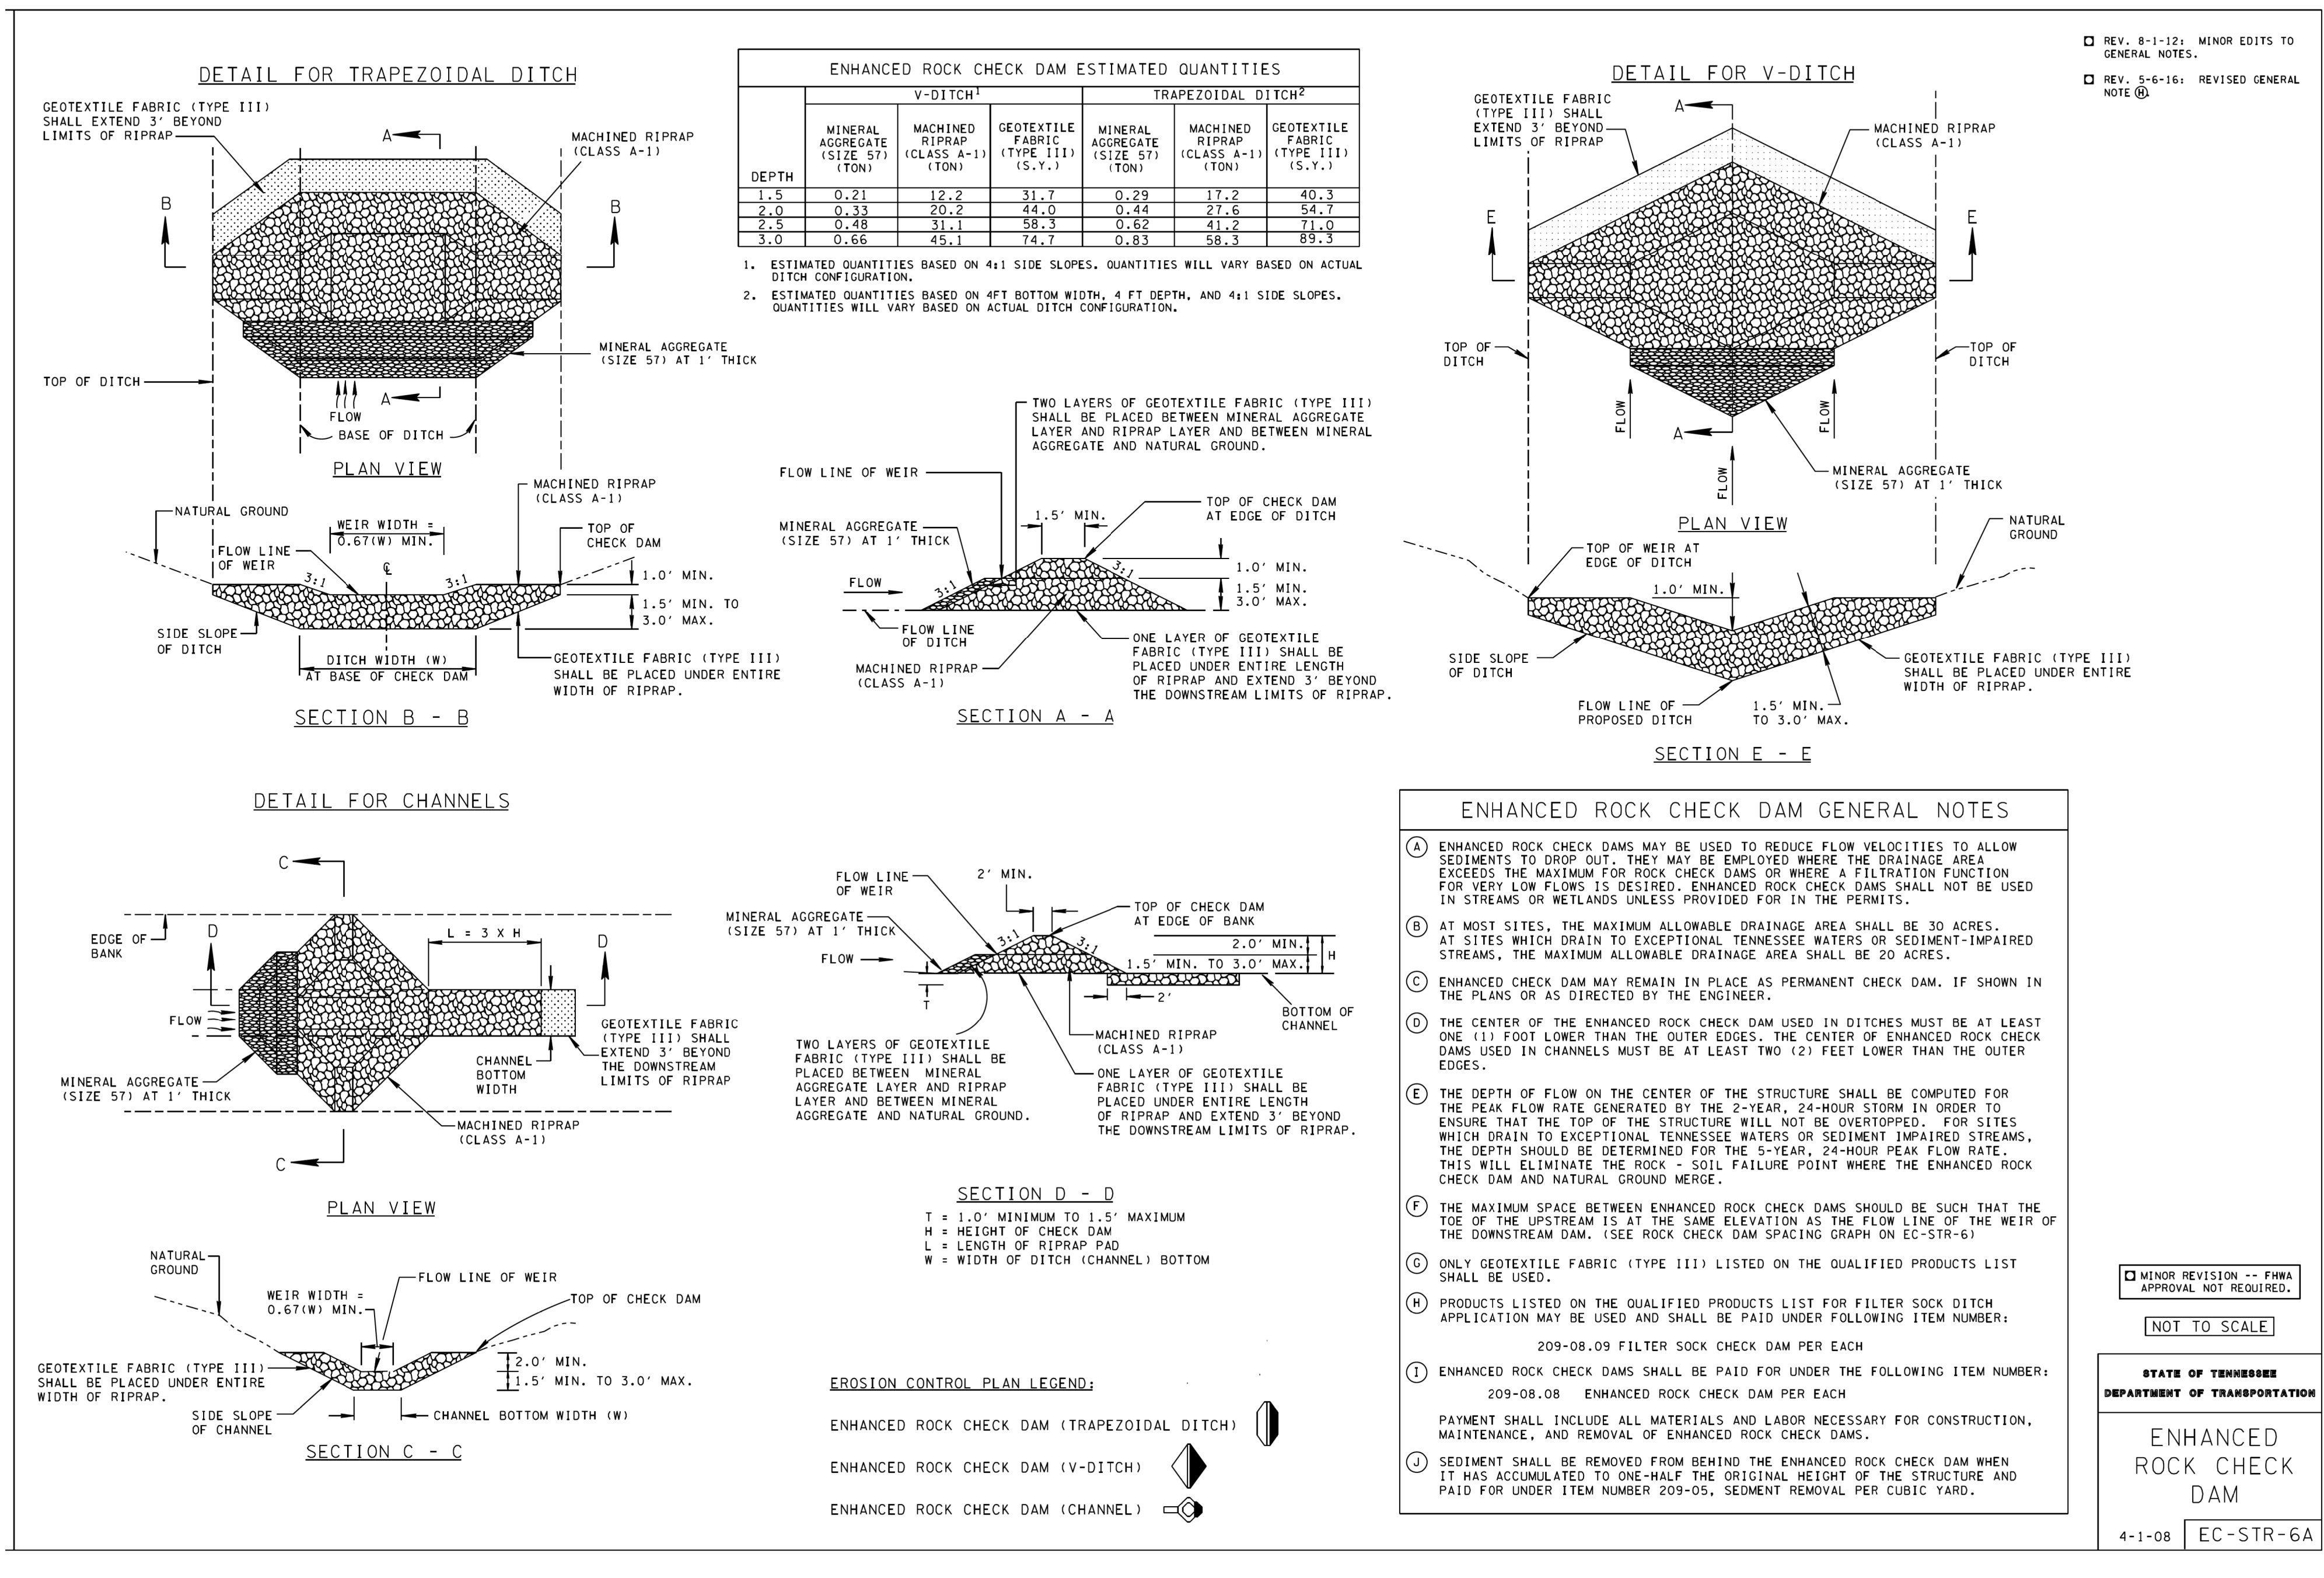 DETAIL FOR TRAPEZOIDAL DITCH
GEOTEXTILE FABRIC (TYPE III)
SHALL EXTEND 3' BEYOND
LIMITS OF RIPRAP
A
MACHINED RIPRAP
(CLASS A-1)
B
B
MINERAL AGGREGATE
(SIZE 57) AT 1' THICK
TOP OF DITCH
A
FLOW
BASE OF DITCH
PLAN VIEW
MACHINED RIPRAP
(CLASS A-1)
NATURAL GROUND
WEIR WIDTH =
0.67(W) MIN.
TOP OF
CHECK DAM
FLOW LINE
OF WEIR
3:1
℄
3:1
1.0' MIN.
1.5' MIN. TO
3.0' MAX.
SIDE SLOPE
OF DITCH
DITCH WIDTH (W)
AT BASE OF CHECK DAM
GEOTEXTILE FABRIC (TYPE III)
SHALL BE PLACED UNDER ENTIRE
WIDTH OF RIPRAP.
SECTION B - B
ENHANCED ROCK CHECK DAM ESTIMATED QUANTITIES
V-DITCH1 TRAPEZOIDAL DITCH2
DEPTH
MINERAL
AGGREGATE
(SIZE 57)
(TON)
MACHINED
RIPRAP
(CLASS A-1)
(TON)
GEOTEXTILE
FABRIC
(TYPE III)
(S.Y.)
MINERAL
AGGREGATE
(SIZE 57)
(TON)
MACHINED
RIPRAP
(CLASS A-1)
(TON)
GEOTEXTILE
FABRIC
(TYPE III)
(S.Y.)
1.5 0.21 12.2 31.7 0.29 17.2 40.3
2.0 0.33 20.2 44.0 0.44 27.6 54.7
2.5 0.48 31.1 58.3 0.62 41.2 71.0
3.0 0.66 45.1 74.7 0.83 58.3 89.3
1. ESTIMATED QUANTITIES BASED ON 4:1 SIDE SLOPES. QUANTITIES WILL VARY BASED ON ACTUAL
DITCH CONFIGURATION.
2. ESTIMATED QUANTITIES BASED ON 4FT BOTTOM WIDTH, 4 FT DEPTH, AND 4:1 SIDE SLOPES.
QUANTITIES WILL VARY BASED ON ACTUAL DITCH CONFIGURATION.
TWO LAYERS OF GEOTEXTILE FABRIC (TYPE III)
SHALL BE PLACED BETWEEN MINERAL AGGREGATE
LAYER AND RIPRAP LAYER AND BETWEEN MINERAL
AGGREGATE AND NATURAL GROUND.
FLOW LINE OF WEIR
TOP OF CHECK DAM
AT EDGE OF DITCH
1.5' MIN.
MINERAL AGGREGATE
(SIZE 57) AT 1' THICK
FLOW
3:1
3:1
1.0' MIN.
1.5' MIN.
3.0' MAX.
FLOW LINE
OF DITCH
MACHINED RIPRAP
(CLASS A-1)
ONE LAYER OF GEOTEXTILE
FABRIC (TYPE III) SHALL BE
PLACED UNDER ENTIRE LENGTH
OF RIPRAP AND EXTEND 3' BEYOND
THE DOWNSTREAM LIMITS OF RIPRAP.
SECTION A - A
DETAIL FOR V-DITCH
GEOTEXTILE FABRIC
(TYPE III) SHALL
EXTEND 3' BEYOND
LIMITS OF RIPRAP
A
MACHINED RIPRAP
(CLASS A-1)
E
E
TOP OF
DITCH
TOP OF
DITCH
FLOW
FLOW
A
FLOW
MINERAL AGGREGATE
(SIZE 57) AT 1' THICK
PLAN VIEW
NATURAL
GROUND
TOP OF WEIR AT
EDGE OF DITCH
1.0' MIN.
SIDE SLOPE
OF DITCH
GEOTEXTILE FABRIC (TYPE III)
SHALL BE PLACED UNDER ENTIRE
WIDTH OF RIPRAP.
FLOW LINE OF
PROPOSED DITCH
1.5' MIN.
TO 3.0' MAX.
SECTION E - E
REV. 8-1-12: MINOR EDITS TO
GENERAL NOTES.
REV. 5-6-16: REVISED GENERAL
NOTE Ⓗ.
DETAIL FOR CHANNELS
C
EDGE OF
BANK
D
L = 3 X H
D
FLOW
GEOTEXTILE FABRIC
(TYPE III) SHALL
EXTEND 3' BEYOND
THE DOWNSTREAM
LIMITS OF RIPRAP
CHANNEL
BOTTOM
WIDTH
MINERAL AGGREGATE
(SIZE 57) AT 1' THICK
MACHINED RIPRAP
(CLASS A-1)
C
PLAN VIEW
NATURAL
GROUND
FLOW LINE OF WEIR
WEIR WIDTH =
0.67(W) MIN.
TOP OF CHECK DAM
GEOTEXTILE FABRIC (TYPE III)
SHALL BE PLACED UNDER ENTIRE
WIDTH OF RIPRAP.
2.0' MIN.
1.5' MIN. TO 3.0' MAX.
SIDE SLOPE
OF CHANNEL
CHANNEL BOTTOM WIDTH (W)
SECTION C - C
FLOW LINE
OF WEIR
2' MIN.
MINERAL AGGREGATE
(SIZE 57) AT 1' THICK
TOP OF CHECK DAM
AT EDGE OF BANK
3:1
3:1
2.0' MIN.
1.5' MIN. TO 3.0' MAX.
H
FLOW
T
2'
BOTTOM OF
CHANNEL
MACHINED RIPRAP
(CLASS A-1)
TWO LAYERS OF GEOTEXTILE
FABRIC (TYPE III) SHALL BE
PLACED BETWEEN MINERAL
AGGREGATE LAYER AND RIPRAP
LAYER AND BETWEEN MINERAL
AGGREGATE AND NATURAL GROUND.
ONE LAYER OF GEOTEXTILE
FABRIC (TYPE III) SHALL BE
PLACED UNDER ENTIRE LENGTH
OF RIPRAP AND EXTEND 3' BEYOND
THE DOWNSTREAM LIMITS OF RIPRAP.
SECTION D - D
T = 1.0' MINIMUM TO 1.5' MAXIMUM
H = HEIGHT OF CHECK DAM
L = LENGTH OF RIPRAP PAD
W = WIDTH OF DITCH (CHANNEL) BOTTOM
EROSION CONTROL PLAN LEGEND:
ENHANCED ROCK CHECK DAM (TRAPEZOIDAL DITCH)
ENHANCED ROCK CHECK DAM (V-DITCH)
ENHANCED ROCK CHECK DAM (CHANNEL)
ENHANCED ROCK CHECK DAM GENERAL NOTES
Ⓐ ENHANCED ROCK CHECK DAMS MAY BE USED TO REDUCE FLOW VELOCITIES TO ALLOW
SEDIMENTS TO DROP OUT. THEY MAY BE EMPLOYED WHERE THE DRAINAGE AREA
EXCEEDS THE MAXIMUM FOR ROCK CHECK DAMS OR WHERE A FILTRATION FUNCTION
FOR VERY LOW FLOWS IS DESIRED. ENHANCED ROCK CHECK DAMS SHALL NOT BE USED
IN STREAMS OR WETLANDS UNLESS PROVIDED FOR IN THE PERMITS.
Ⓑ AT MOST SITES, THE MAXIMUM ALLOWABLE DRAINAGE AREA SHALL BE 30 ACRES.
AT SITES WHICH DRAIN TO EXCEPTIONAL TENNESSEE WATERS OR SEDIMENT-IMPAIRED
STREAMS, THE MAXIMUM ALLOWABLE DRAINAGE AREA SHALL BE 20 ACRES.
Ⓒ ENHANCED CHECK DAM MAY REMAIN IN PLACE AS PERMANENT CHECK DAM. IF SHOWN IN
THE PLANS OR AS DIRECTED BY THE ENGINEER.
Ⓓ THE CENTER OF THE ENHANCED ROCK CHECK DAM USED IN DITCHES MUST BE AT LEAST
ONE (1) FOOT LOWER THAN THE OUTER EDGES. THE CENTER OF ENHANCED ROCK CHECK
DAMS USED IN CHANNELS MUST BE AT LEAST TWO (2) FEET LOWER THAN THE OUTER
EDGES.
Ⓔ THE DEPTH OF FLOW ON THE CENTER OF THE STRUCTURE SHALL BE COMPUTED FOR
THE PEAK FLOW RATE GENERATED BY THE 2-YEAR, 24-HOUR STORM IN ORDER TO
ENSURE THAT THE TOP OF THE STRUCTURE WILL NOT BE OVERTOPPED. FOR SITES
WHICH DRAIN TO EXCEPTIONAL TENNESSEE WATERS OR SEDIMENT IMPAIRED STREAMS,
THE DEPTH SHOULD BE DETERMINED FOR THE 5-YEAR, 24-HOUR PEAK FLOW RATE.
THIS WILL ELIMINATE THE ROCK - SOIL FAILURE POINT WHERE THE ENHANCED ROCK
CHECK DAM AND NATURAL GROUND MERGE.
Ⓕ THE MAXIMUM SPACE BETWEEN ENHANCED ROCK CHECK DAMS SHOULD BE SUCH THAT THE
TOE OF THE UPSTREAM IS AT THE SAME ELEVATION AS THE FLOW LINE OF THE WEIR OF
THE DOWNSTREAM DAM. (SEE ROCK CHECK DAM SPACING GRAPH ON EC-STR-6)
Ⓖ ONLY GEOTEXTILE FABRIC (TYPE III) LISTED ON THE QUALIFIED PRODUCTS LIST
SHALL BE USED.
Ⓗ PRODUCTS LISTED ON THE QUALIFIED PRODUCTS LIST FOR FILTER SOCK DITCH
APPLICATION MAY BE USED AND SHALL BE PAID UNDER FOLLOWING ITEM NUMBER:
209-08.09 FILTER SOCK CHECK DAM PER EACH
Ⓘ ENHANCED ROCK CHECK DAMS SHALL BE PAID FOR UNDER THE FOLLOWING ITEM NUMBER:
209-08.08 ENHANCED ROCK CHECK DAM PER EACH
PAYMENT SHALL INCLUDE ALL MATERIALS AND LABOR NECESSARY FOR CONSTRUCTION,
MAINTENANCE, AND REMOVAL OF ENHANCED ROCK CHECK DAMS.
Ⓙ SEDIMENT SHALL BE REMOVED FROM BEHIND THE ENHANCED ROCK CHECK DAM WHEN
IT HAS ACCUMULATED TO ONE-HALF THE ORIGINAL HEIGHT OF THE STRUCTURE AND
PAID FOR UNDER ITEM NUMBER 209-05, SEDMENT REMOVAL PER CUBIC YARD.
MINOR REVISION -- FHWA
APPROVAL NOT REQUIRED.
NOT TO SCALE
STATE OF TENNESSEE
DEPARTMENT OF TRANSPORTATION
ENHANCED
ROCK CHECK
DAM
4-1-08 EC-STR-6A